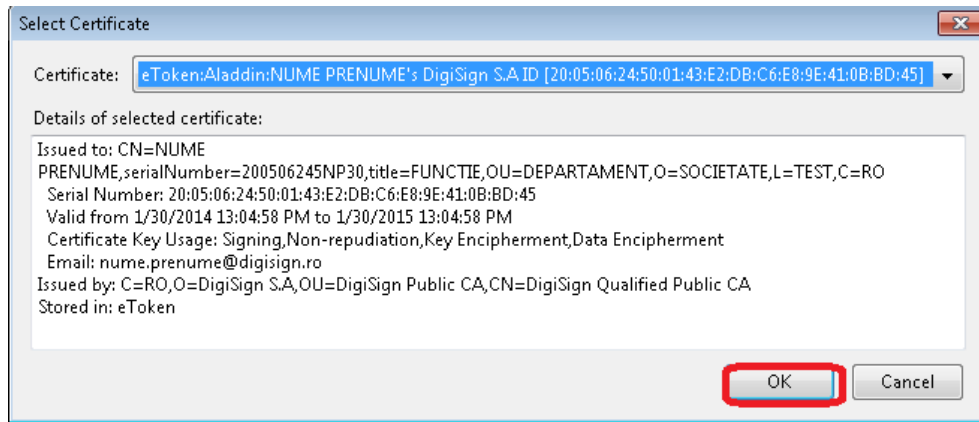 Select Certificate
Certificate: eToken:Aladdin:NUME PRENUME's DigiSign S.A ID [20:05:06:24:50:01:43:E2:DB:C6:E8:9E:41:0B:BD:45]
Details of selected certificate:
Issued to: CN=NUME
PRENUME,serialNumber=200506245NP30,title=FUNCTIE,OU=DEPARTAMENT,O=SOCIETATE,L=TEST,C=RO
Serial Number: 20:05:06:24:50:01:43:E2:DB:C6:E8:9E:41:0B:BD:45
Valid from 1/30/2014 13:04:58 PM to 1/30/2015 13:04:58 PM
Certificate Key Usage: Signing,Non-repudiation,Key Encipherment,Data Encipherment
Email: nume.prenume@digisign.ro
Issued by: C=RO,O=DigiSign S.A,OU=DigiSign Public CA,CN=DigiSign Qualified Public CA
Stored in: eToken
OK Cancel